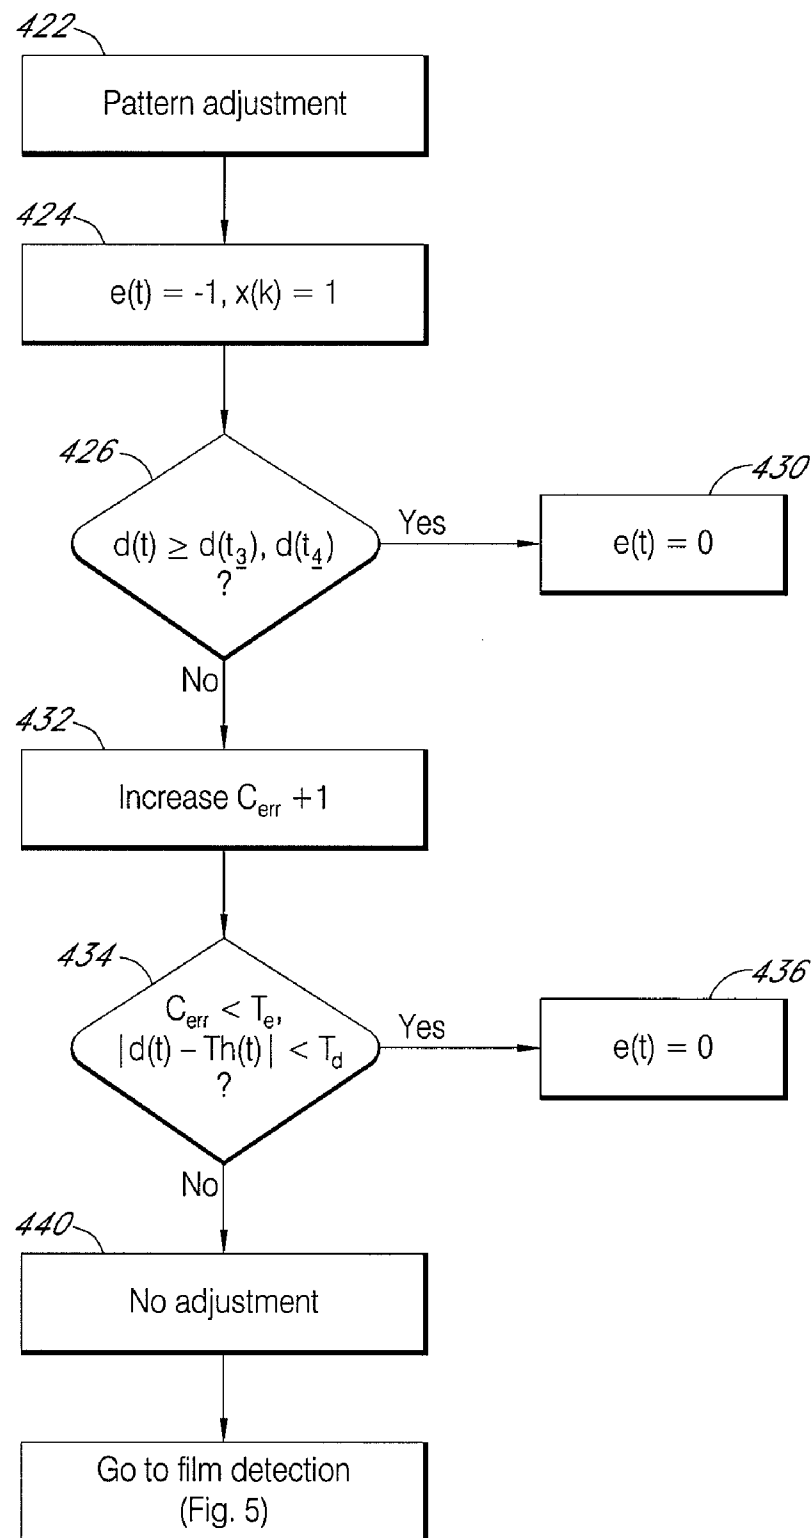 422
Pattern adjustment
424
e(t) = -1, x(k) = 1
426
d(t) ≥ d(t₃), d(t₄)
?
Yes
430
e(t) = 0
No
432
Increase Cerr +1
434
Cerr < Te,
|d(t) – Th(t)| < Td
?
Yes
436
e(t) = 0
No
440
No adjustment
Go to film detection
(Fig. 5)